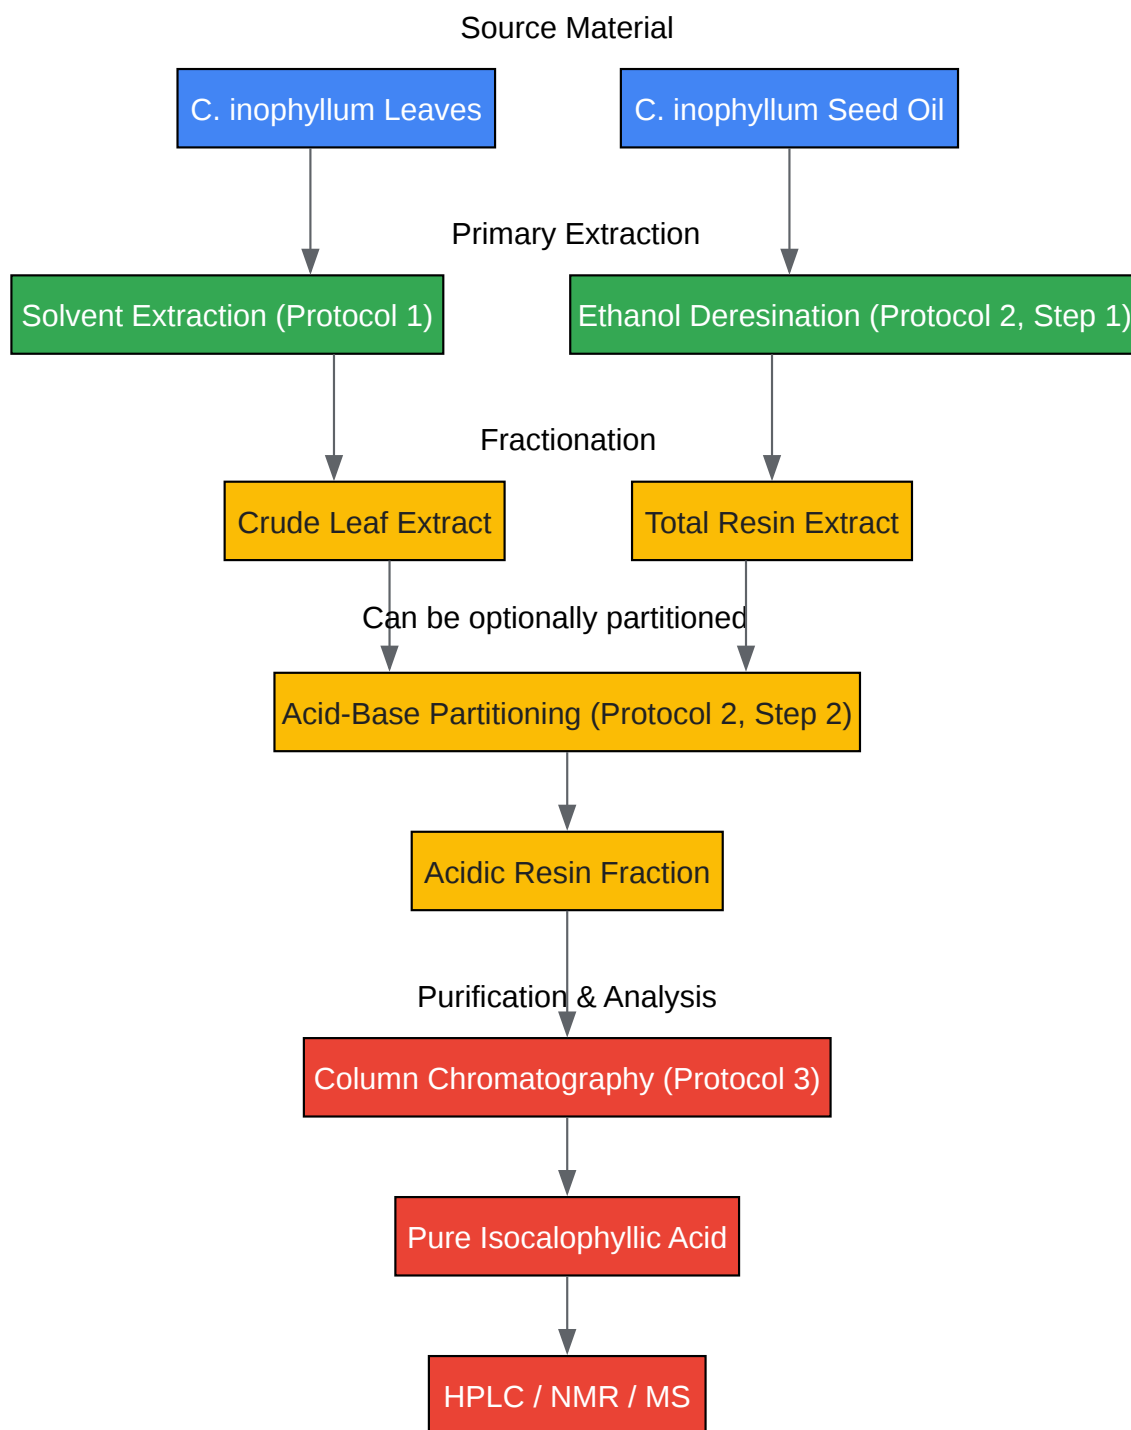 Source Material
C. inophyllum Leaves
C. inophyllum Seed Oil
Primary Extraction
Solvent Extraction (Protocol 1)
Ethanol Deresination (Protocol 2, Step 1)
Fractionation
Crude Leaf Extract
Total Resin Extract
Can be optionally partitioned
Acid-Base Partitioning (Protocol 2, Step 2)
Acidic Resin Fraction
Purification & Analysis
Column Chromatography (Protocol 3)
Pure Isocalophyllic Acid
HPLC / NMR / MS